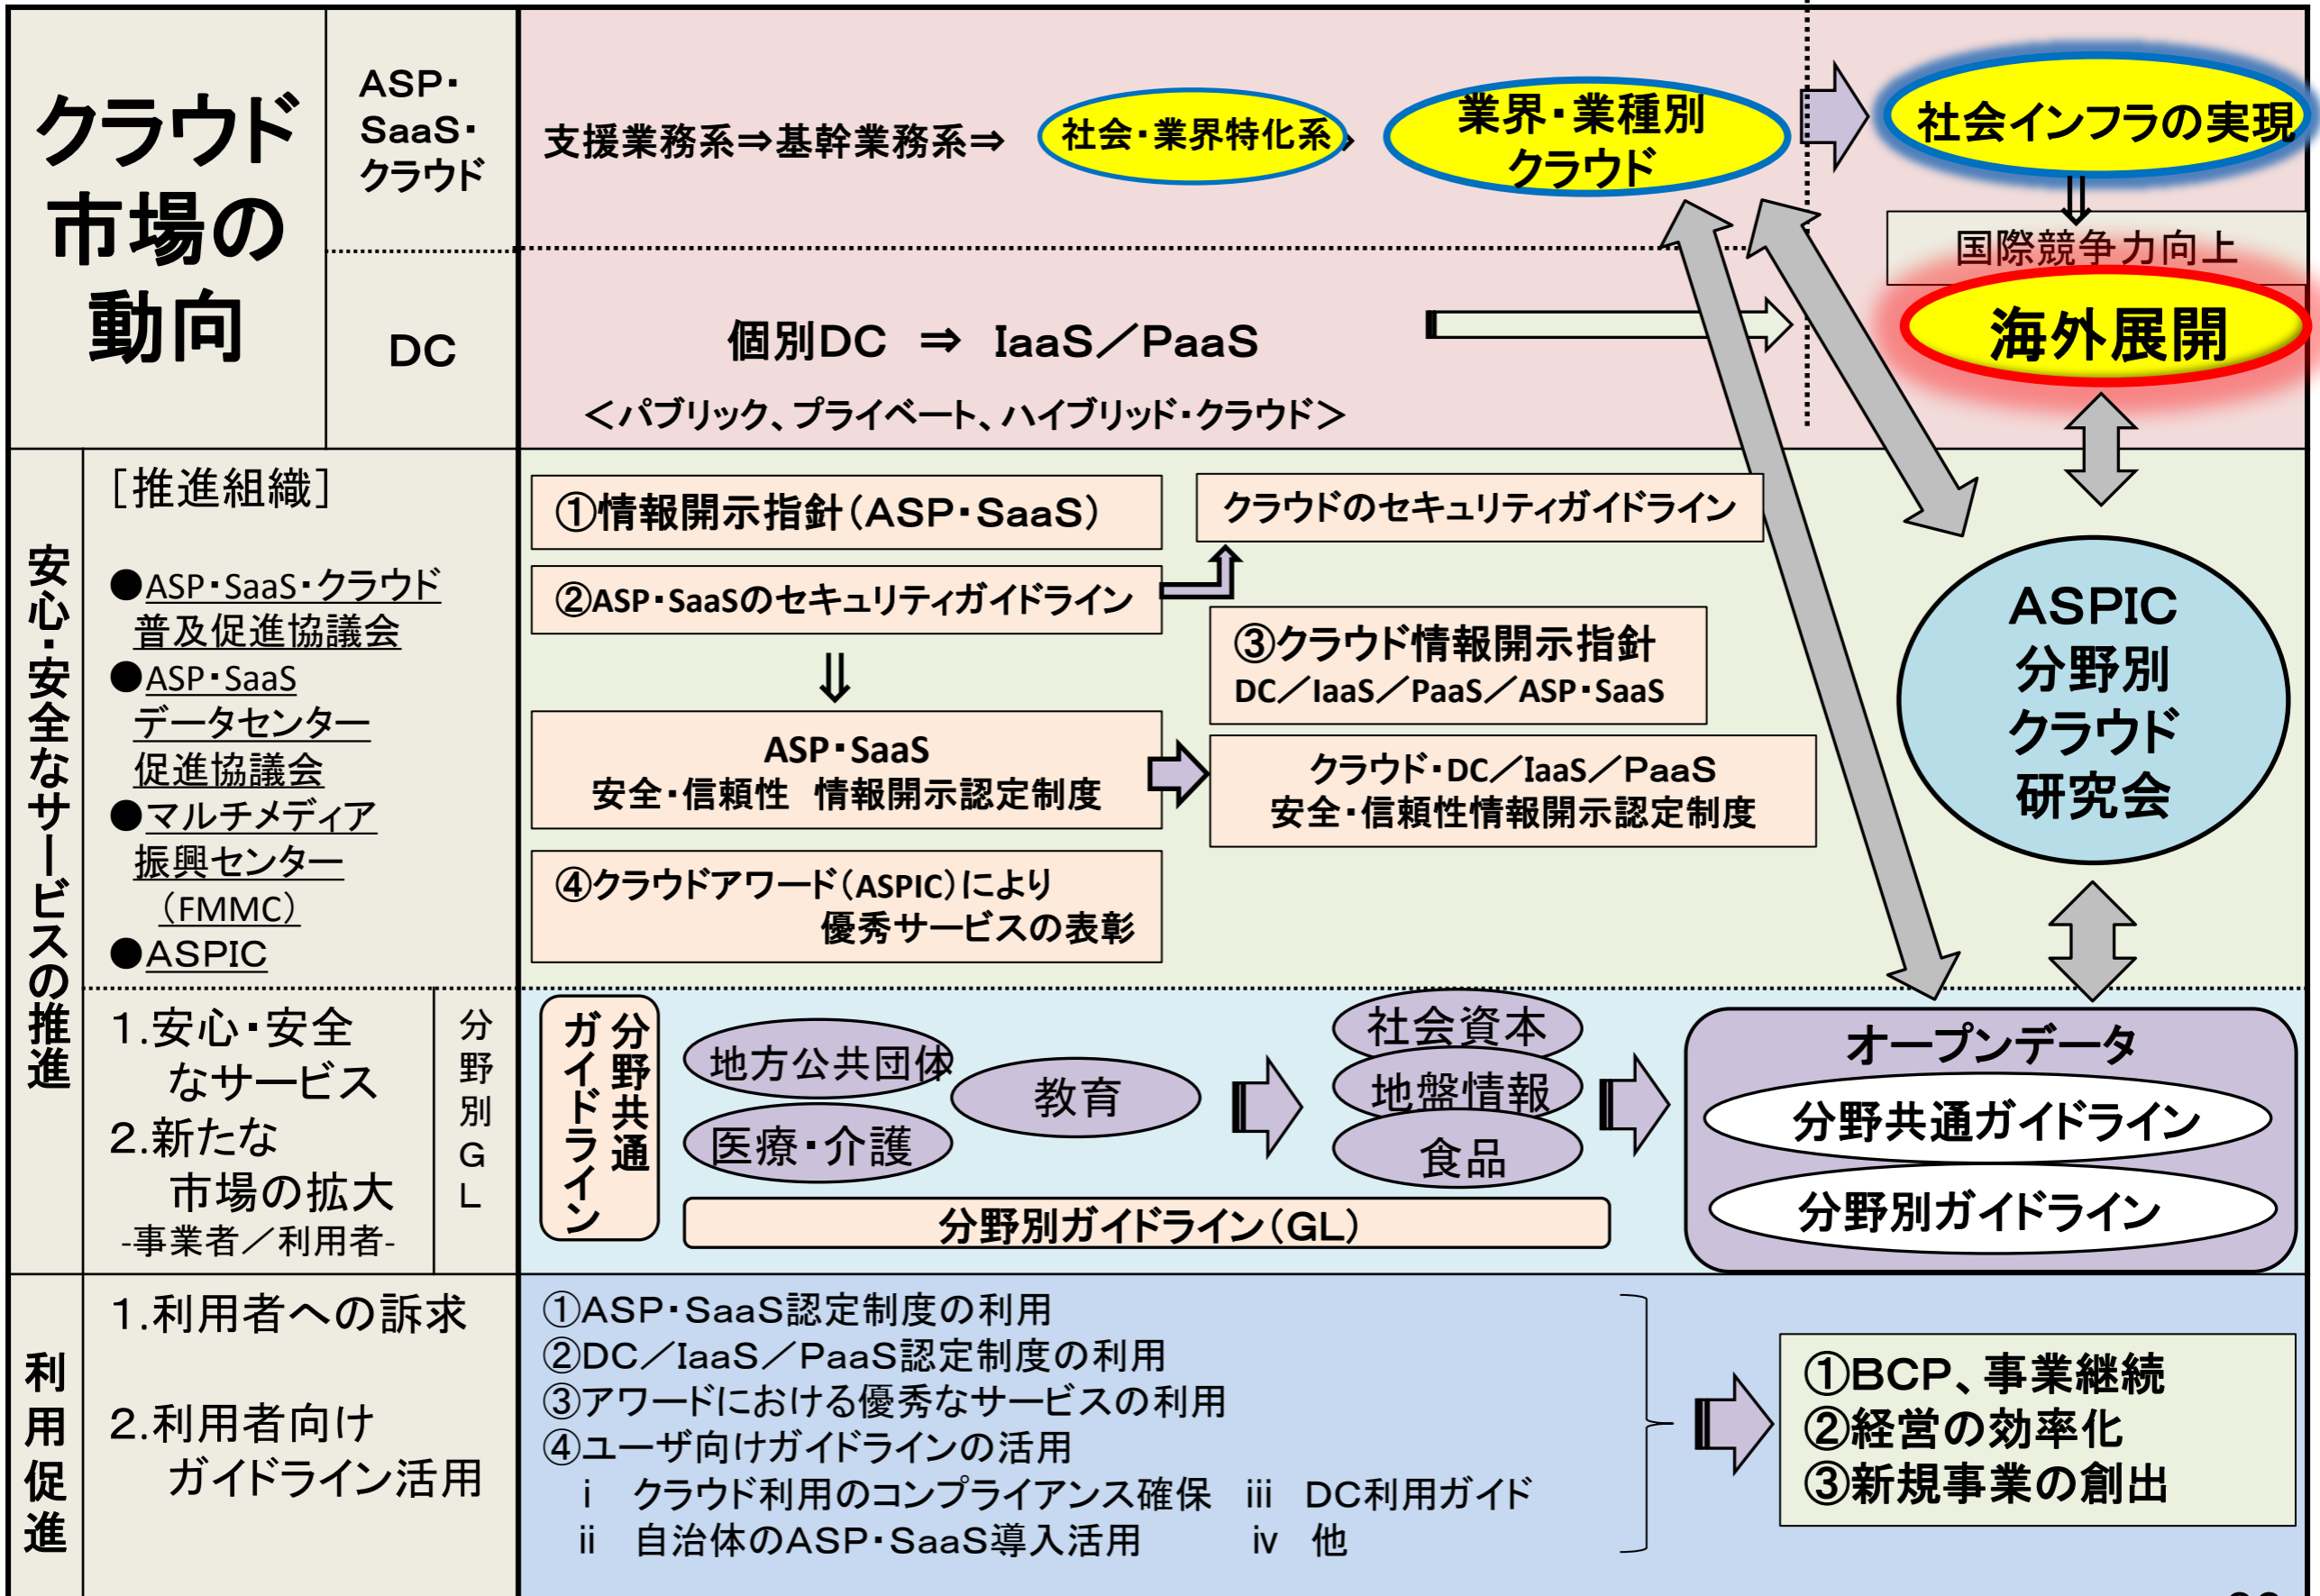 クラウド
市場の
動向
ASP・
SaaS・
クラウド
支援業務系⇒基幹業務系⇒
社会・業界特化系
業界・業種別
クラウド
社会インフラの実現
⇓
国際競争力向上
海外展開
DC
個別DC ⇒ IaaS／PaaS
＜パブリック、プライベート、ハイブリッド・クラウド＞
安心・安全なサービスの推進
[推進組織]
●ASP・SaaS・クラウド
普及促進協議会
●ASP・SaaS
データセンター
促進協議会
●マルチメディア
振興センター
（FMMC）
●ASPIC
①情報開示指針（ASP・SaaS）
クラウドのセキュリティガイドライン
②ASP・SaaSのセキュリティガイドライン
⇓
③クラウド情報開示指針
DC／IaaS／PaaS／ASP・SaaS
ASP・SaaS
安全・信頼性 情報開示認定制度
クラウド・DC／IaaS／PaaS
安全・信頼性情報開示認定制度
④クラウドアワード（ASPIC）により
優秀サービスの表彰
ASPIC
分野別
クラウド
研究会
1.安心・安全
なサービス
2.新たな
市場の拡大
-事業者／利用者-
分野別GL
分野共通
ガイドライン
地方公共団体
医療・介護
教育
社会資本
地盤情報
食品
分野別ガイドライン（GL）
オープンデータ
分野共通ガイドライン
分野別ガイドライン
利用促進
1.利用者への訴求
2.利用者向け
ガイドライン活用
①ASP・SaaS認定制度の利用
②DC／IaaS／PaaS認定制度の利用
③アワードにおける優秀なサービスの利用
④ユーザ向けガイドラインの活用
ⅰ クラウド利用のコンプライアンス確保 ⅲ DC利用ガイド
ⅱ 自治体のASP・SaaS導入活用 ⅳ 他
①BCP、事業継続
②経営の効率化
③新規事業の創出